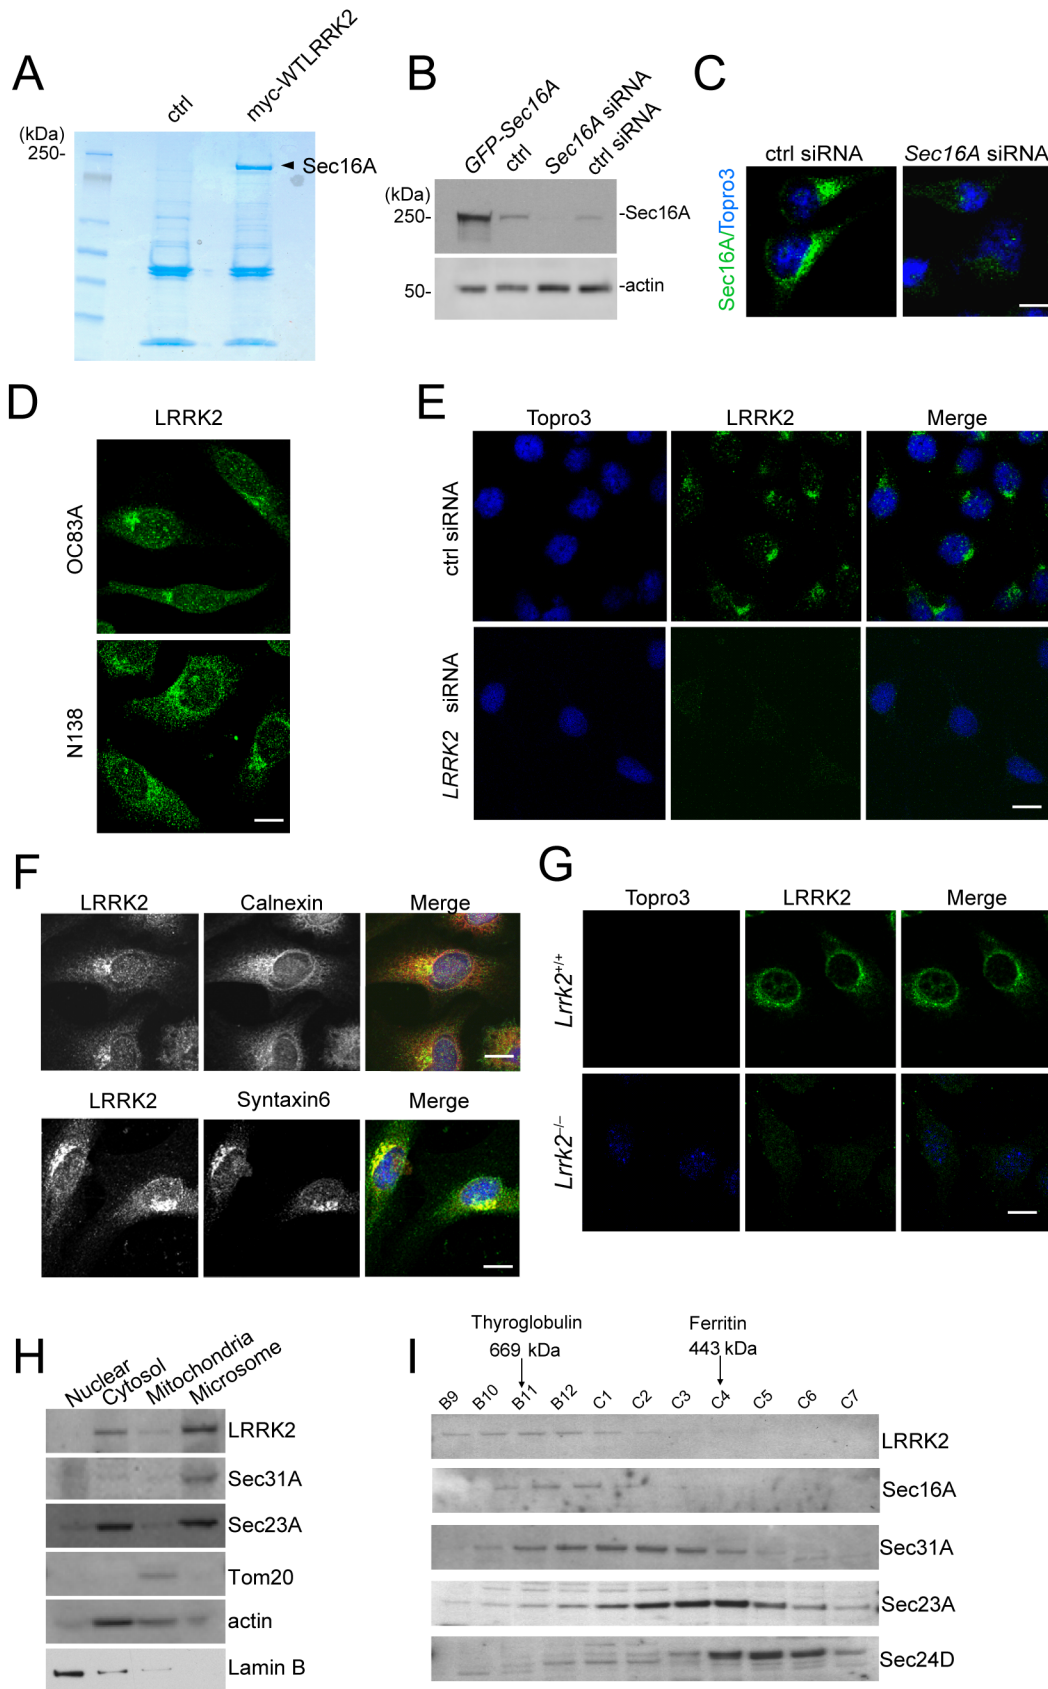 A
ctrl
myc-WTLRRK2
(kDa)
250-
Sec16A
B
GFP-Sec16A
ctrl
Sec16A siRNA
ctrl siRNA
(kDa)
250-
-Sec16A
50-
-actin
C
ctrl siRNA
Sec16A siRNA
Sec16A/Topro3
D
LRRK2
OC83A
N138
E
Topro3
LRRK2
Merge
ctrl siRNA
LRRK2 siRNA
F
LRRK2
Calnexin
Merge
LRRK2
Syntaxin6
Merge
G
Topro3
LRRK2
Merge
Lrrk2+/+
Lrrk2–/–
H
Nuclear
Cytosol
Mitochondria
Microsome
LRRK2
Sec31A
Sec23A
Tom20
actin
Lamin B
I
Thyroglobulin
669 kDa
Ferritin
443 kDa
B9 B10 B11 B12 C1 C2 C3 C4 C5 C6 C7
LRRK2
Sec16A
Sec31A
Sec23A
Sec24D